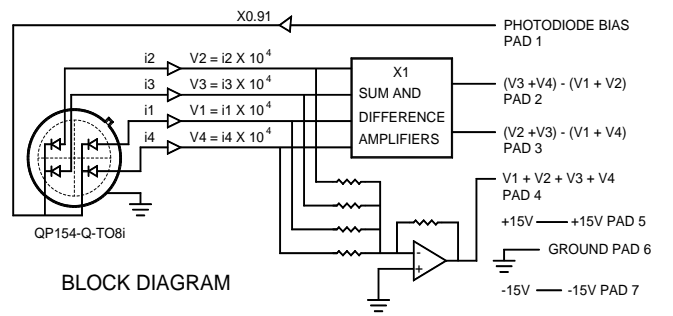 X0.91
PHOTODIODE BIAS
PAD 1
i2 V2 = i2 X 10⁴
i3 V3 = i3 X 10⁴
i1 V1 = i1 X 10⁴
i4 V4 = i4 X 10⁴
X1
SUM AND
DIFFERENCE
AMPLIFIERS
(V3 +V4) - (V1 + V2)
PAD 2
(V2 +V3) - (V1 + V4)
PAD 3
V1 + V2 + V3 + V4
PAD 4
+15V +15V PAD 5
GROUND PAD 6
-15V -15V PAD 7
-
+
QP154-Q-TO8i
BLOCK DIAGRAM